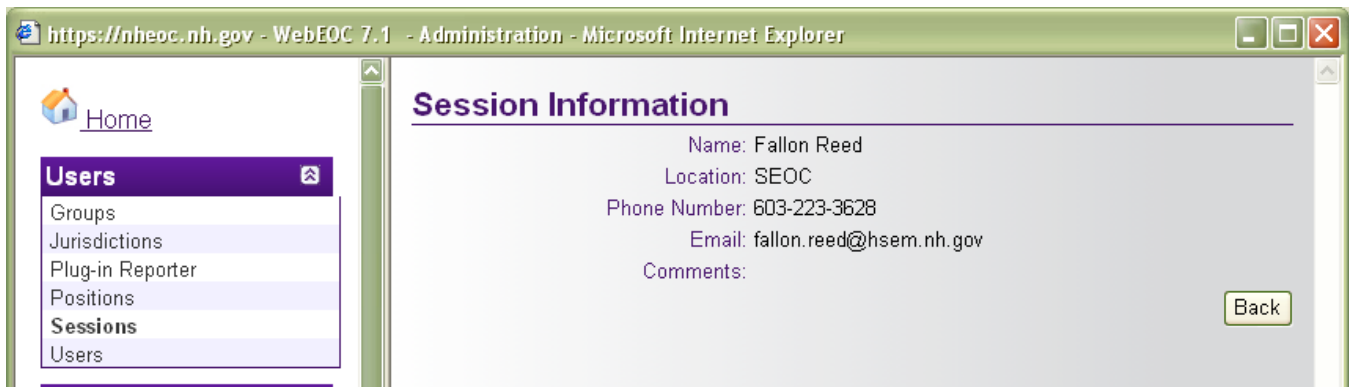 https://nheoc.nh.gov - WebEOC 7.1 - Administration - Microsoft Internet Explorer
Home
Users
Groups
Jurisdictions
Plug-in Reporter
Positions
Sessions
Users
Session Information
Name: Fallon Reed
Location: SEOC
Phone Number: 603-223-3628
Email: fallon.reed@hsem.nh.gov
Comments:
Back